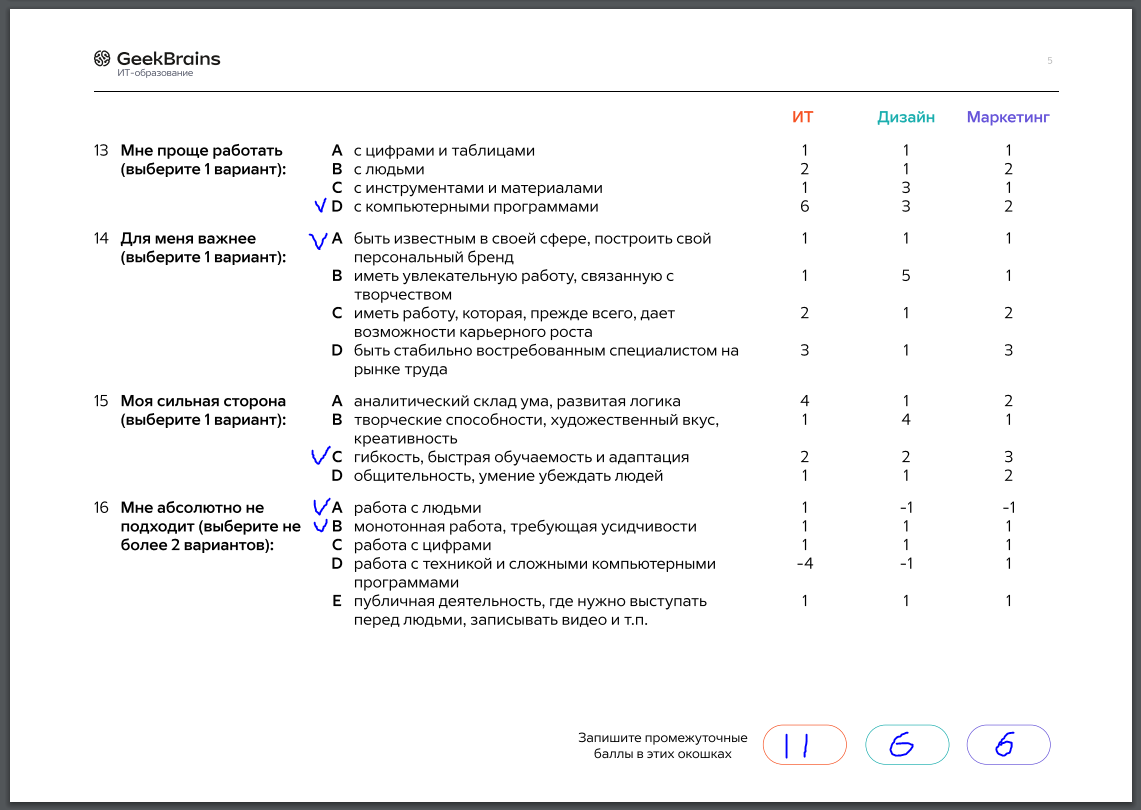 GeekBrains
ИТ-образование
5
ИТ Дизайн Маркетинг
13 Мне проще работать A с цифрами и таблицами 1 1 1
(выберите 1 вариант): B с людьми 2 1 2
C с инструментами и материалами 1 3 1
D с компьютерными программами 6 3 2
14 Для меня важнее A быть известным в своей сфере, построить свой 1 1 1
(выберите 1 вариант): персональный бренд
B иметь увлекательную работу, связанную с 1 5 1
творчеством
C иметь работу, которая, прежде всего, дает 2 1 2
возможности карьерного роста
D быть стабильно востребованным специалистом на 3 1 3
рынке труда
15 Моя сильная сторона A аналитический склад ума, развитая логика 4 1 2
(выберите 1 вариант): B творческие способности, художественный вкус, 1 4 1
креативность
C гибкость, быстрая обучаемость и адаптация 2 2 3
D общительность, умение убеждать людей 1 1 2
16 Мне абсолютно не A работа с людьми 1 -1 -1
подходит (выберите не B монотонная работа, требующая усидчивости 1 1 1
более 2 вариантов): C работа с цифрами 1 1 1
D работа с техникой и сложными компьютерными -4 -1 1
программами
E публичная деятельность, где нужно выступать 1 1 1
перед людьми, записывать видео и т.п.
Запишите промежуточные
баллы в этих окошках 11 6 6